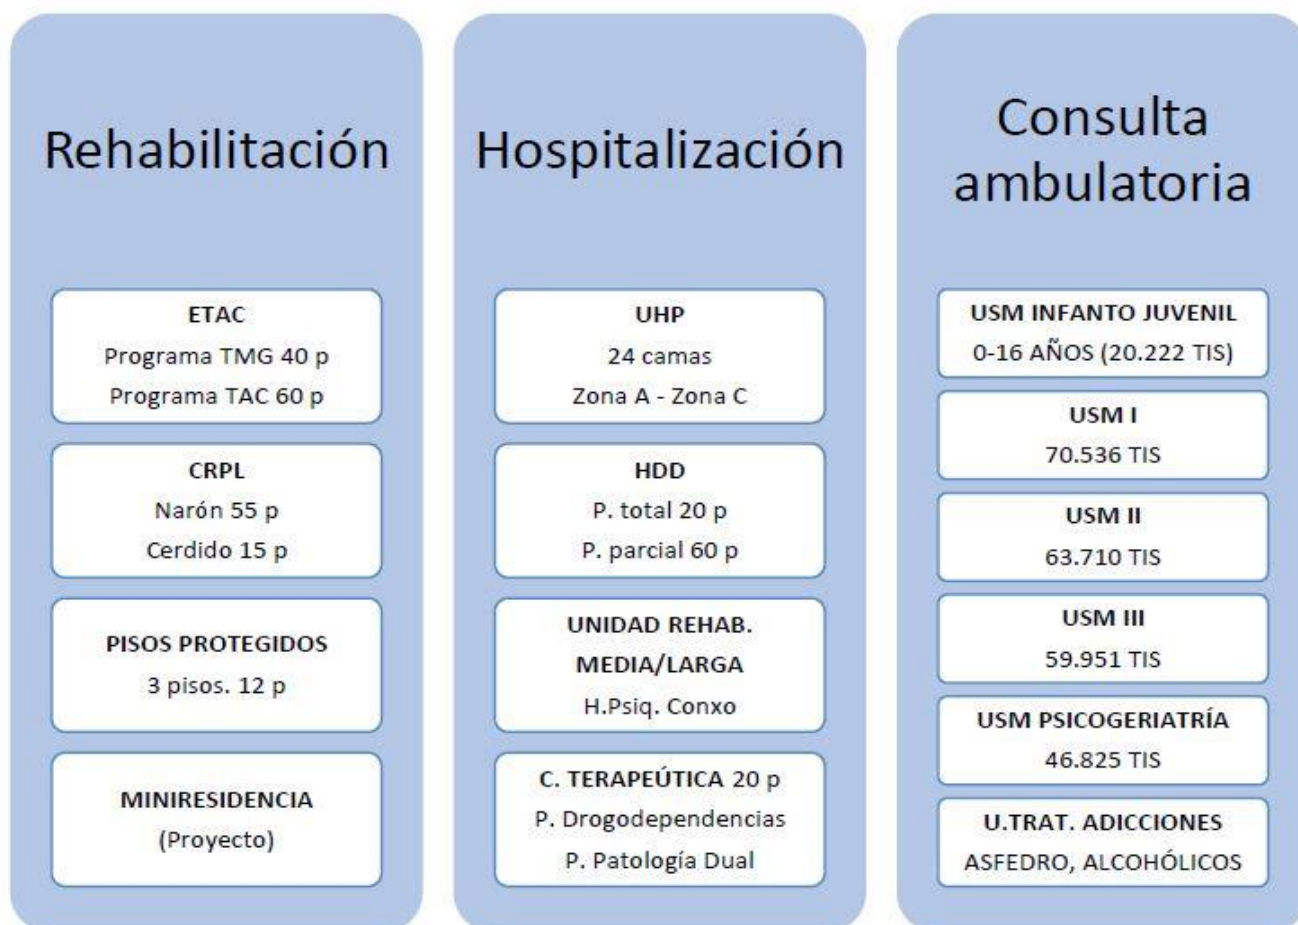 Rehabilitación
ETAC
Programa TMG 40 p
Programa TAC 60 p
CRPL
Narón 55 p
Cerdido 15 p
PISOS PROTEGIDOS
3 pisos. 12 p
MINIRESIDENCIA
(Proyecto)
Hospitalización
UHP
24 camas
Zona A - Zona C
HDD
P. total 20 p
P. parcial 60 p
UNIDAD REHAB.
MEDIA/LARGA
H.Psiq. Conxo
C. TERAPEÚTICA 20 p
P. Drogodependencias
P. Patología Dual
Consulta
ambulatoria
USM INFANTO JUVENIL
0-16 AÑOS (20.222 TIS)
USM I
70.536 TIS
USM II
63.710 TIS
USM III
59.951 TIS
USM PSICOGERIATRÍA
46.825 TIS
U.TRAT. ADICCIONES
ASFEDRO, ALCOHÓLICOS